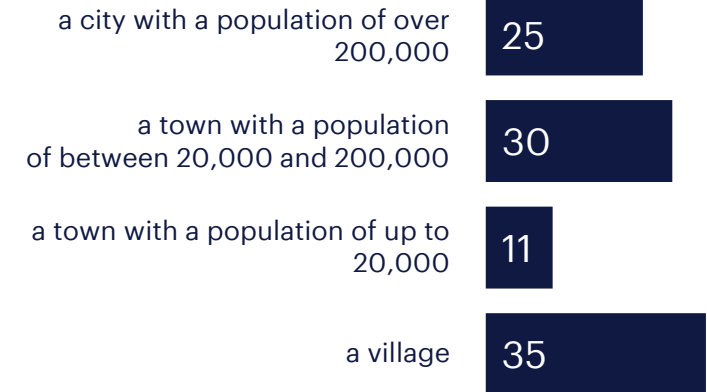 a city with a population of over
200,000
25
a town with a population
of between 20,000 and 200,000
30
a town with a population of up to
20,000
11
a village
35